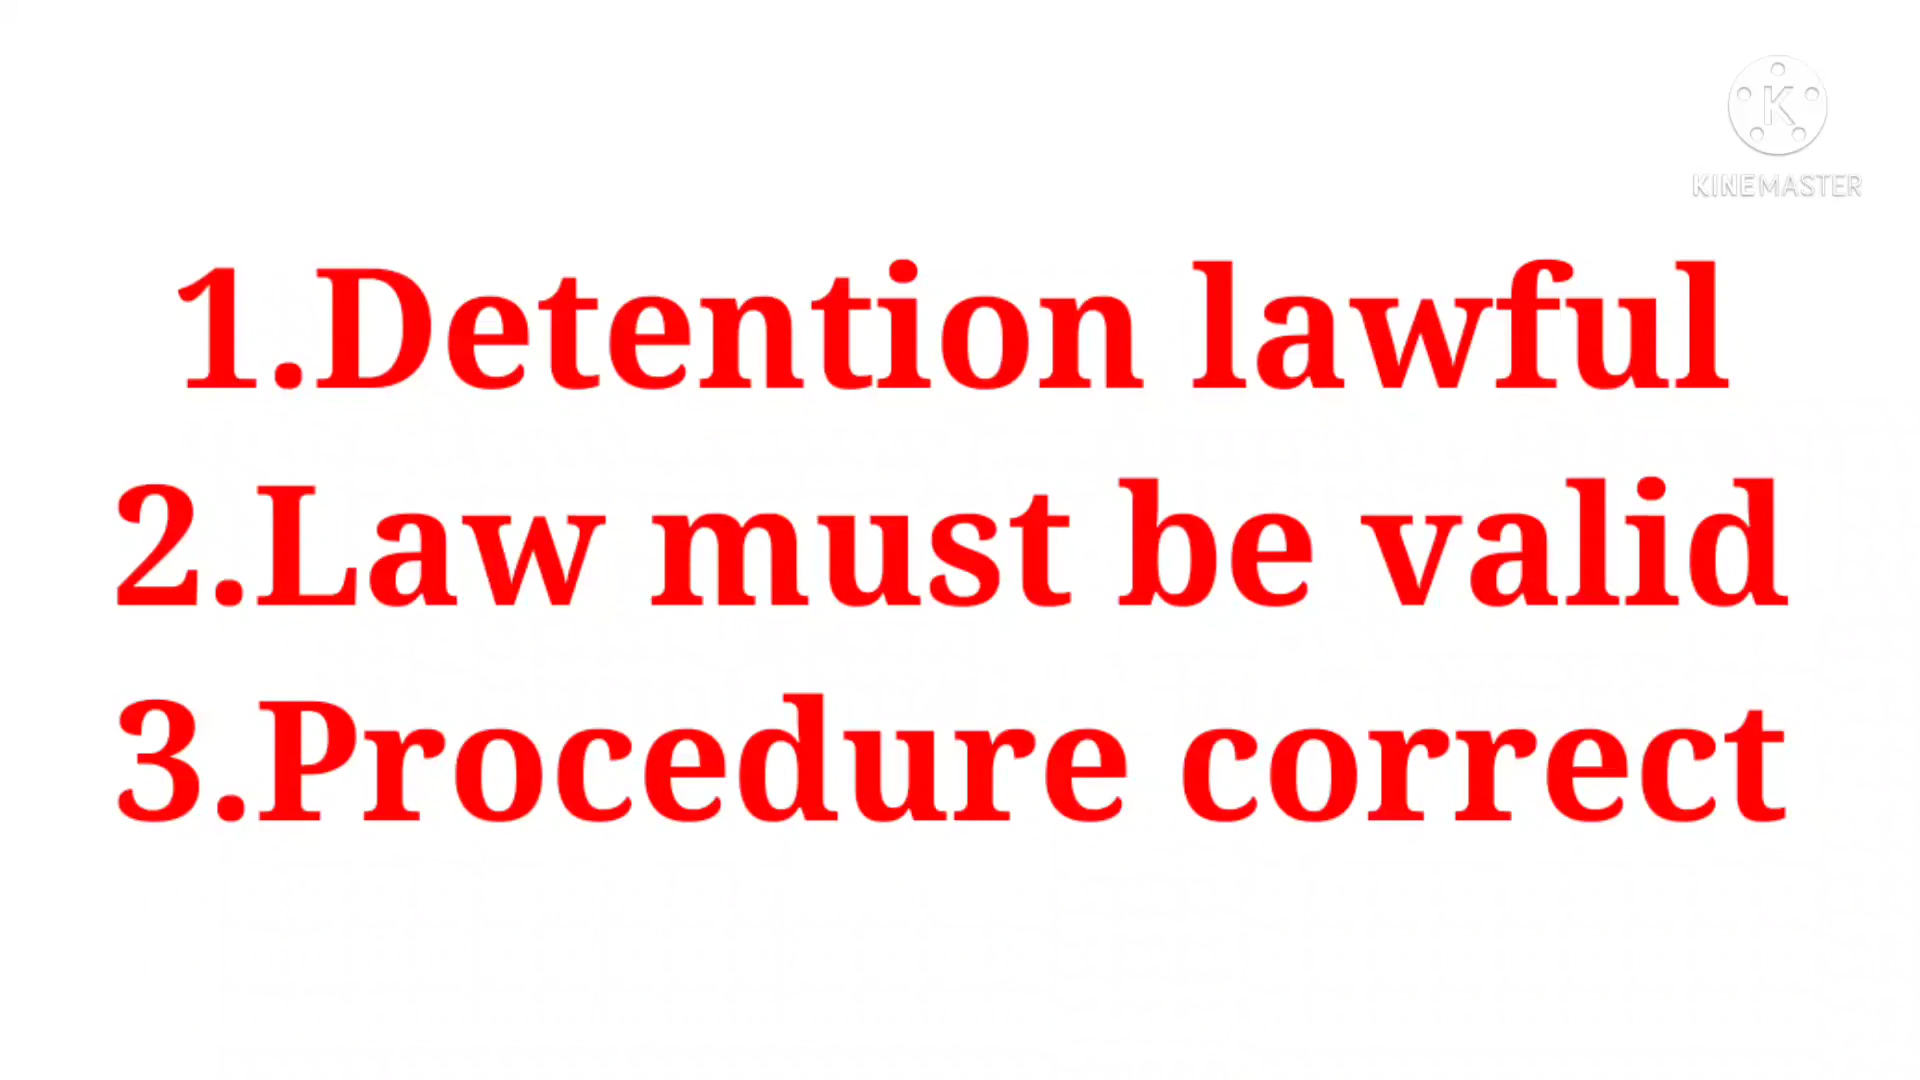 K
KINEMASTER
1.Detention lawful
2.Law must be valid
3.Procedure correct